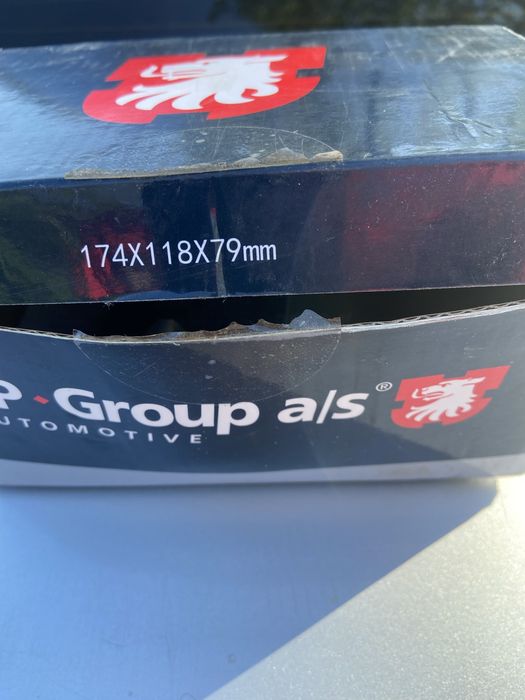 174X118X79mm
P · Group a/s®
UTOMOTIVE